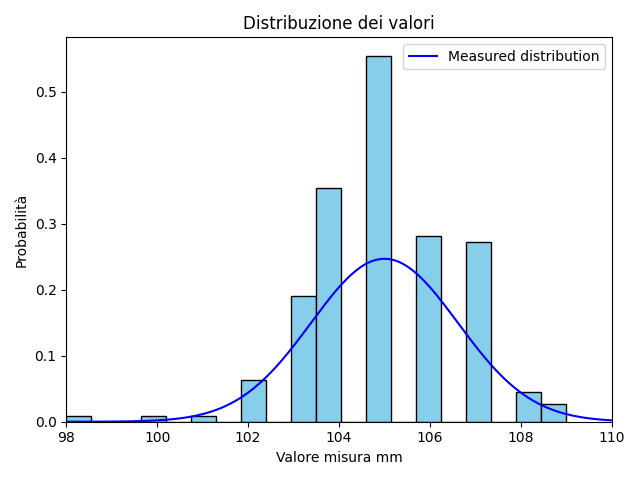 Distribuzione dei valori
Measured distribution
Probabilità
0.5
0.4
0.3
0.2
0.1
0.0
98 100 102 104 106 108 110
Valore misura mm